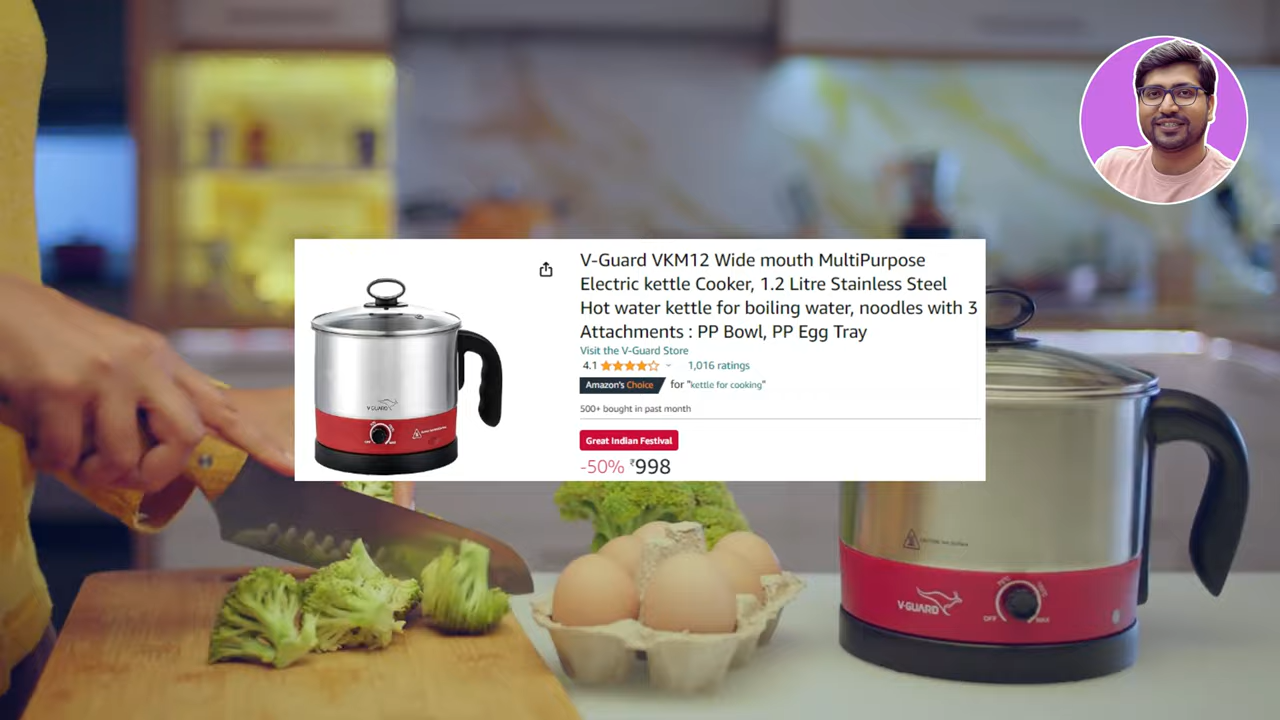 V-Guard VKM12 Wide mouth MultiPurpose
Electric kettle Cooker, 1.2 Litre Stainless Steel
Hot water kettle for boiling water, noodles with 3
Attachments : PP Bowl, PP Egg Tray
Visit the V-Guard Store
4.1 1,016 ratings
Amazon's Choice for "kettle for cooking"
500+ bought in past month
Great Indian Festival
-50% ₹998
V-GUARD
V-GUARD
OFF MAX